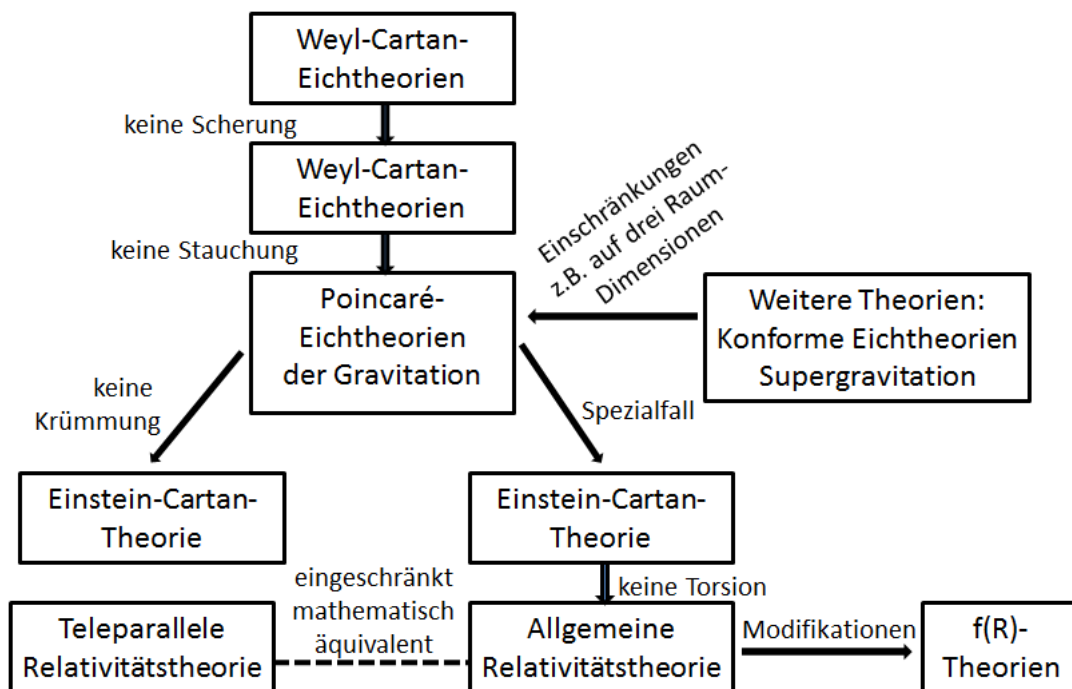 Weyl-Cartan-
Eichtheorien
keine Scherung
Weyl-Cartan-
Eichtheorien
keine Stauchung
Einschränkungen
z.B. auf drei Raum-
Dimensionen
Poincaré-
Eichtheorien
der Gravitation
Weitere Theorien:
Konforme Eichtheorien
Supergravitation
keine
Krümmung
Spezialfall
Einstein-Cartan-
Theorie
Einstein-Cartan-
Theorie
eingeschränkt
mathematisch
äquivalent
keine Torsion
Teleparallele
Relativitätstheorie
Allgemeine
Relativitätstheorie
Modifikationen
f(R)-
Theorien